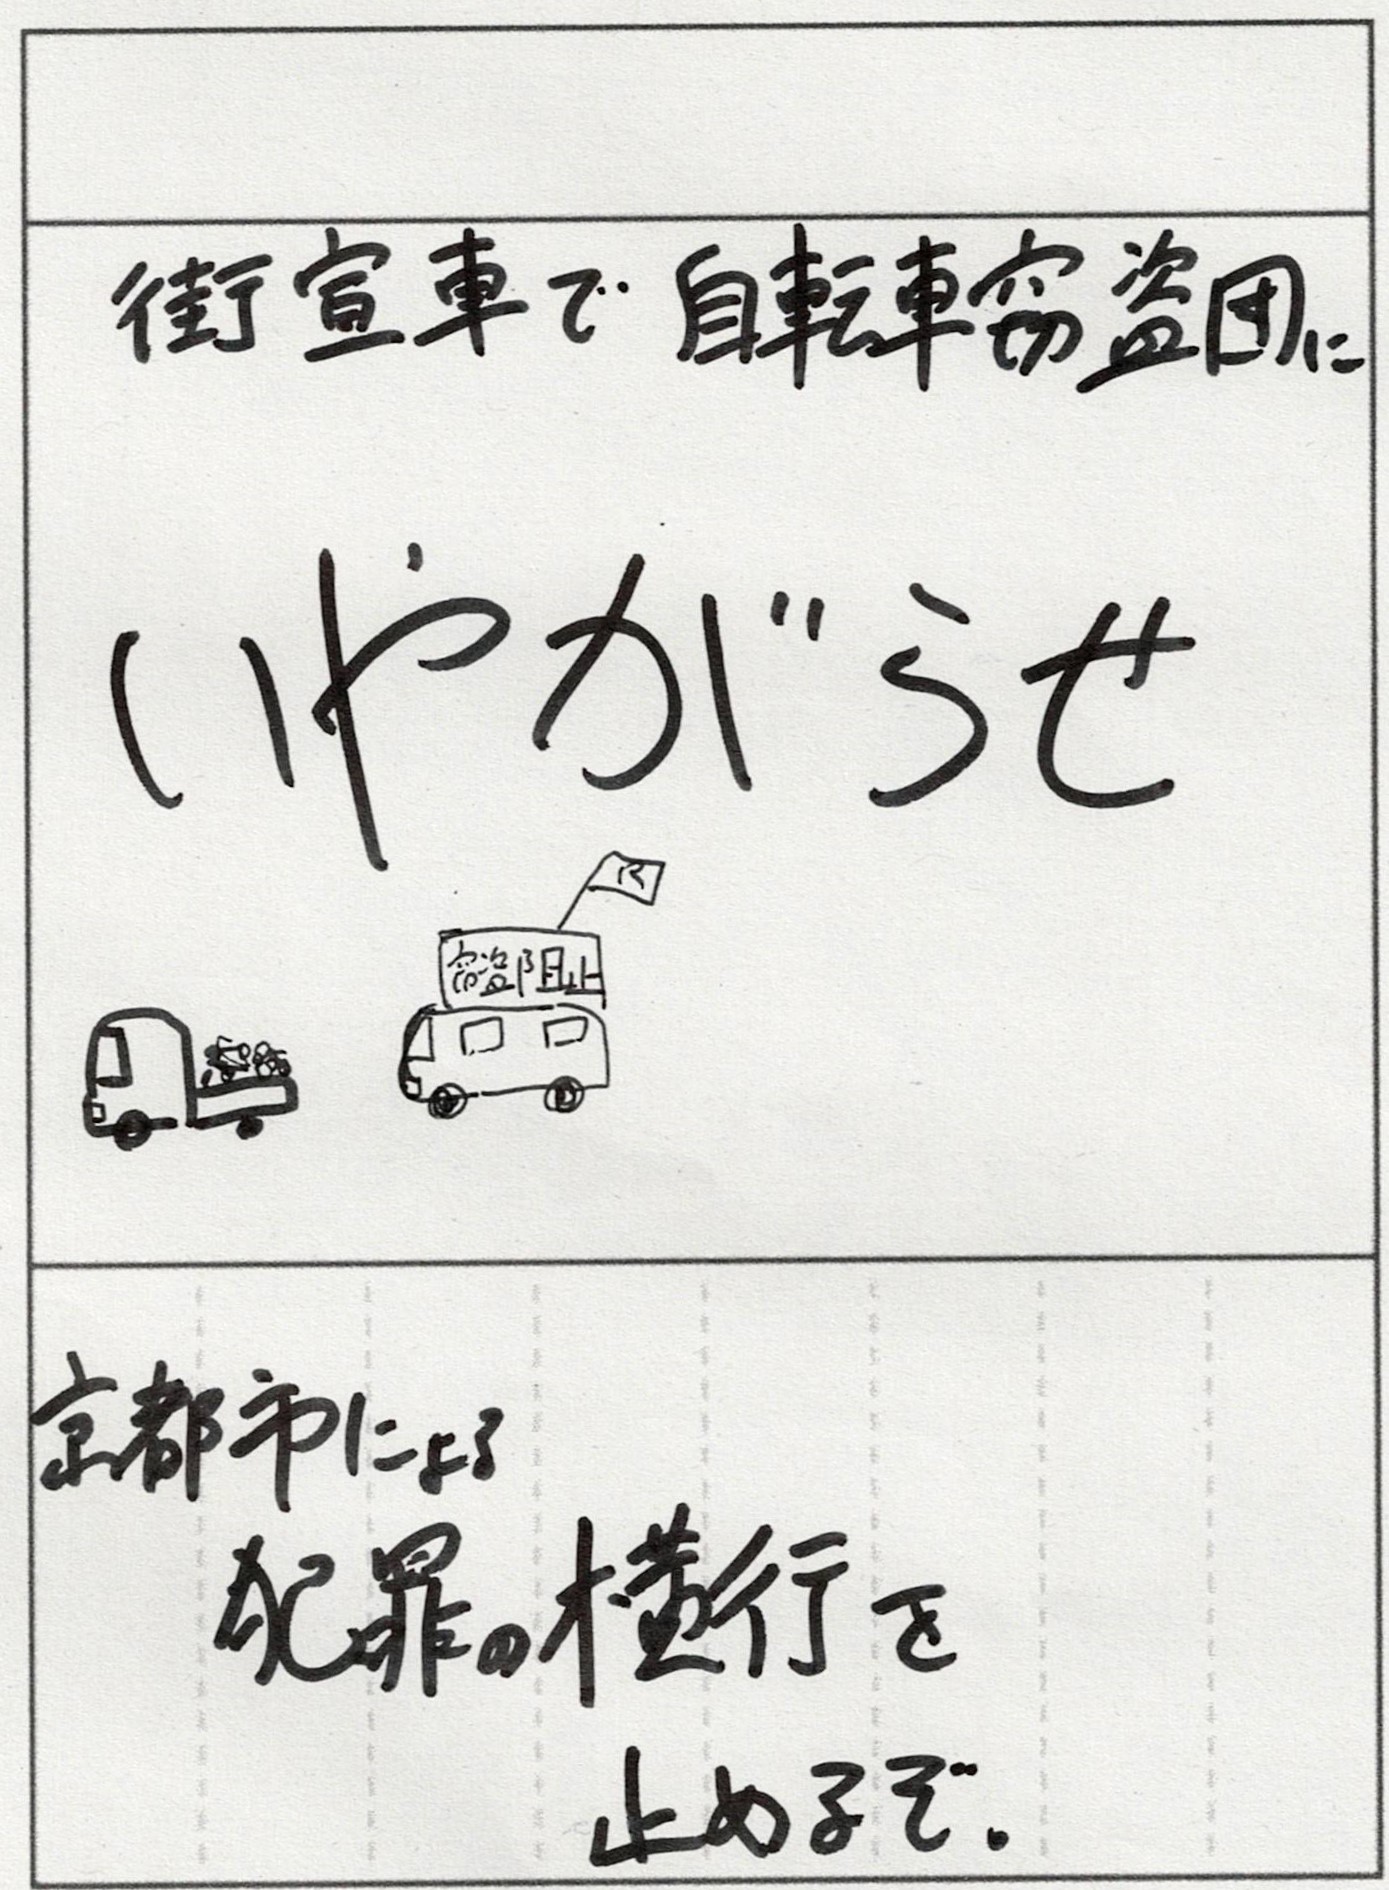 街宣車で自転車窃盗団に
いやがらせ
窃盗阻止
京都市による
犯罪の横行を
止めるぞ.